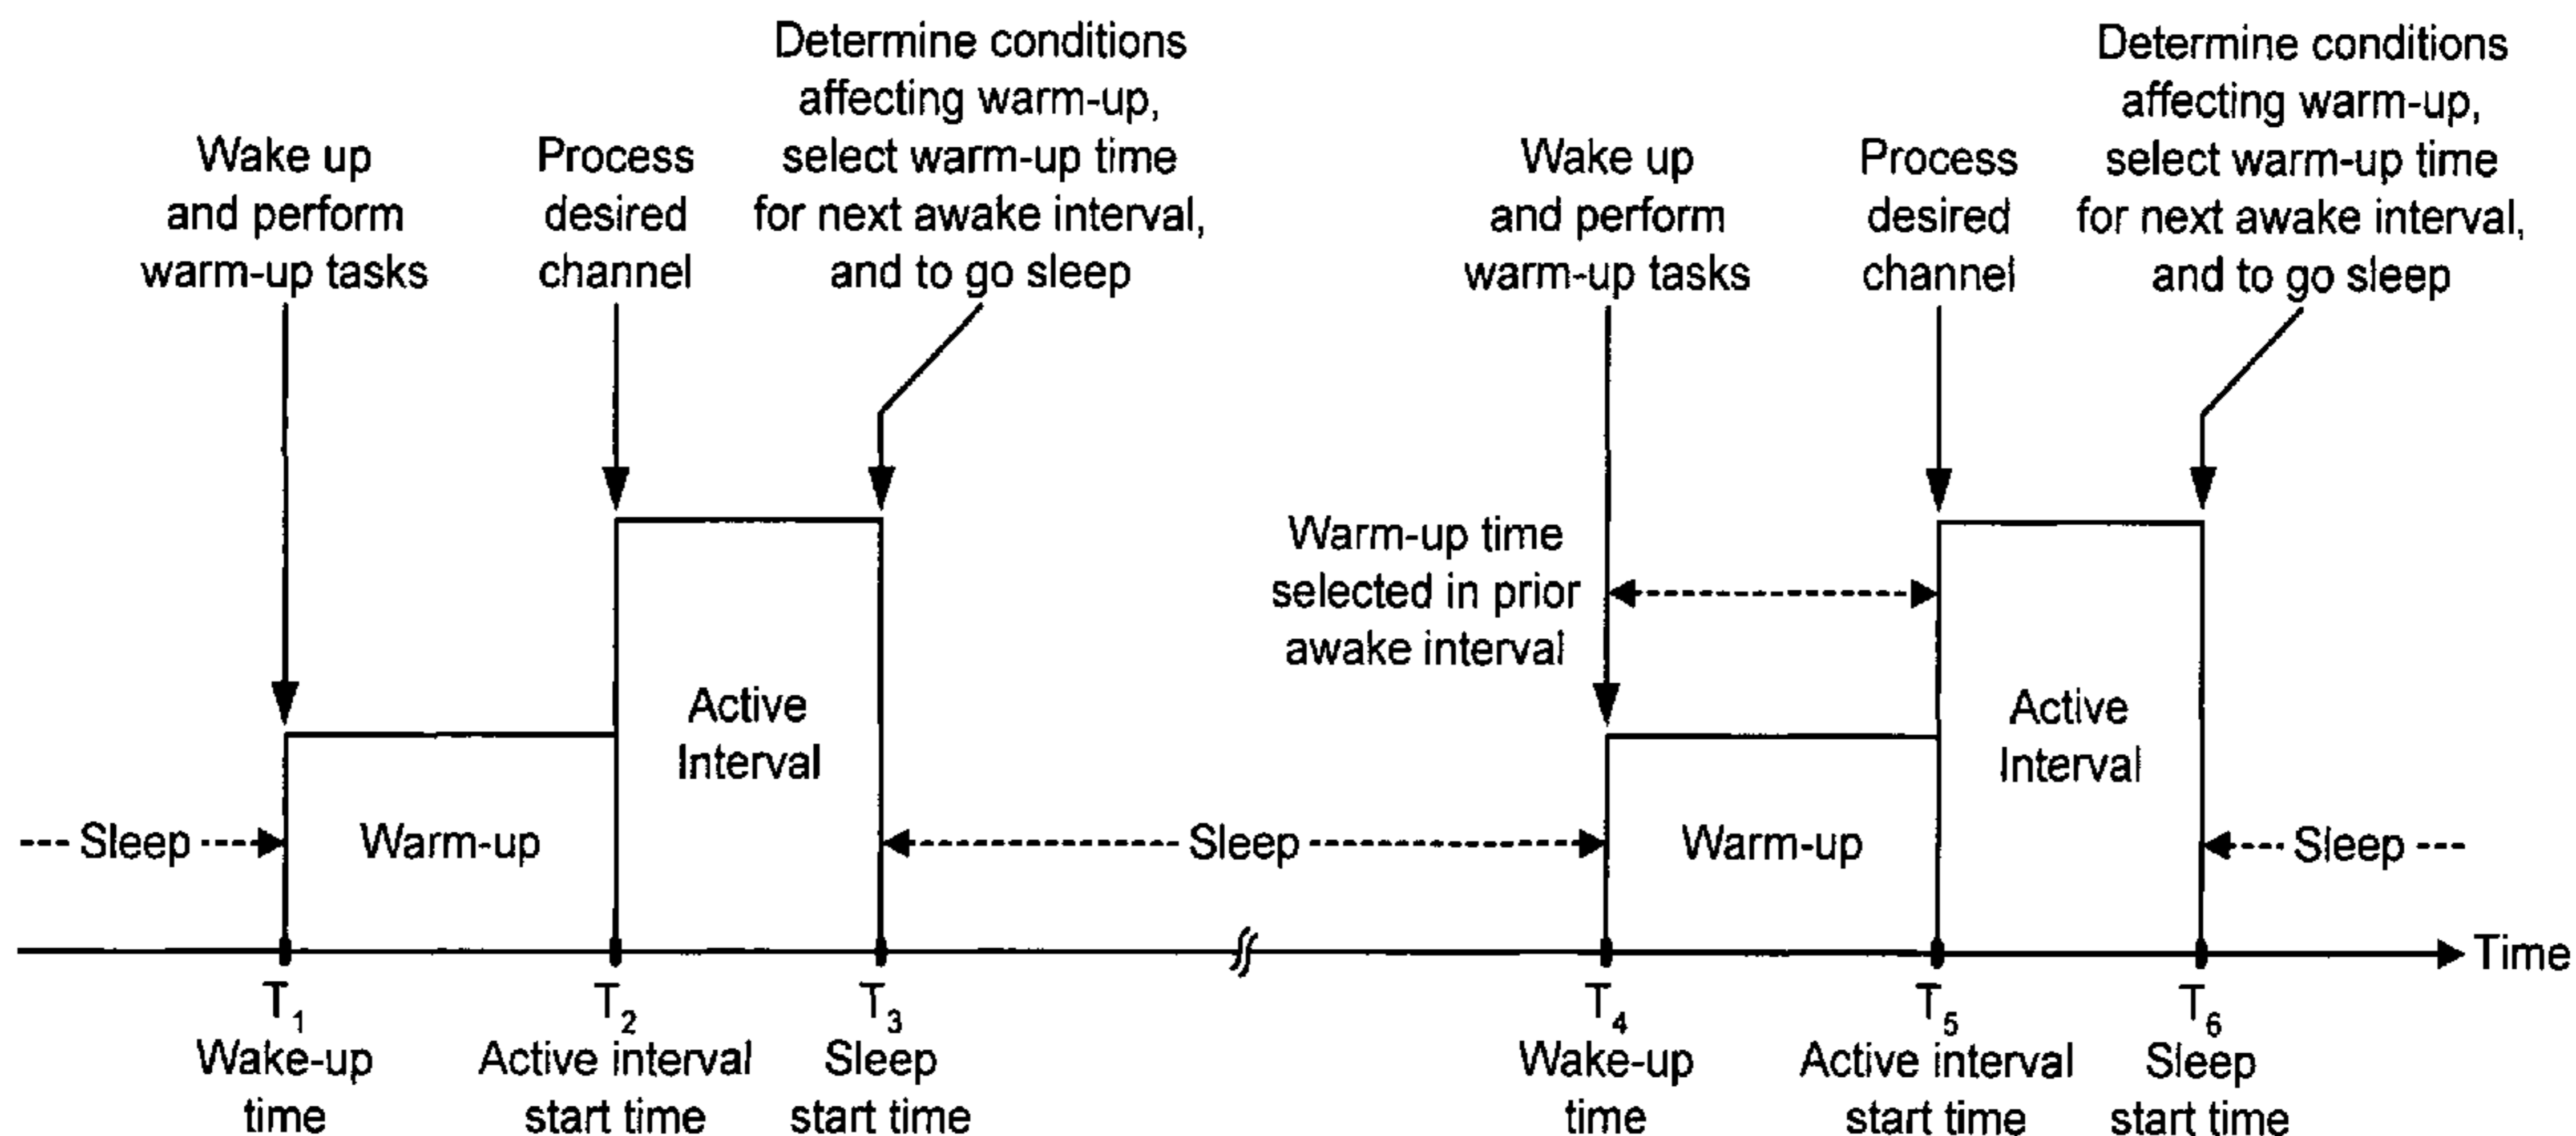 Wake up
and perform
warm-up tasks
Process
desired
channel
Determine conditions
affecting warm-up,
select warm-up time
for next awake interval,
and to go sleep
Wake up
and perform
warm-up tasks
Process
desired
channel
Determine conditions
affecting warm-up,
select warm-up time
for next awake interval,
and to go sleep
Warm-up time
selected in prior
awake interval
Active
Interval
Active
Interval
Sleep
Warm-up
Sleep
Warm-up
Sleep
Time
T1
Wake-up
time
T2
Active interval
start time
T3
Sleep
start time
T4
Wake-up
time
T5
Active interval
start time
T6
Sleep
start time